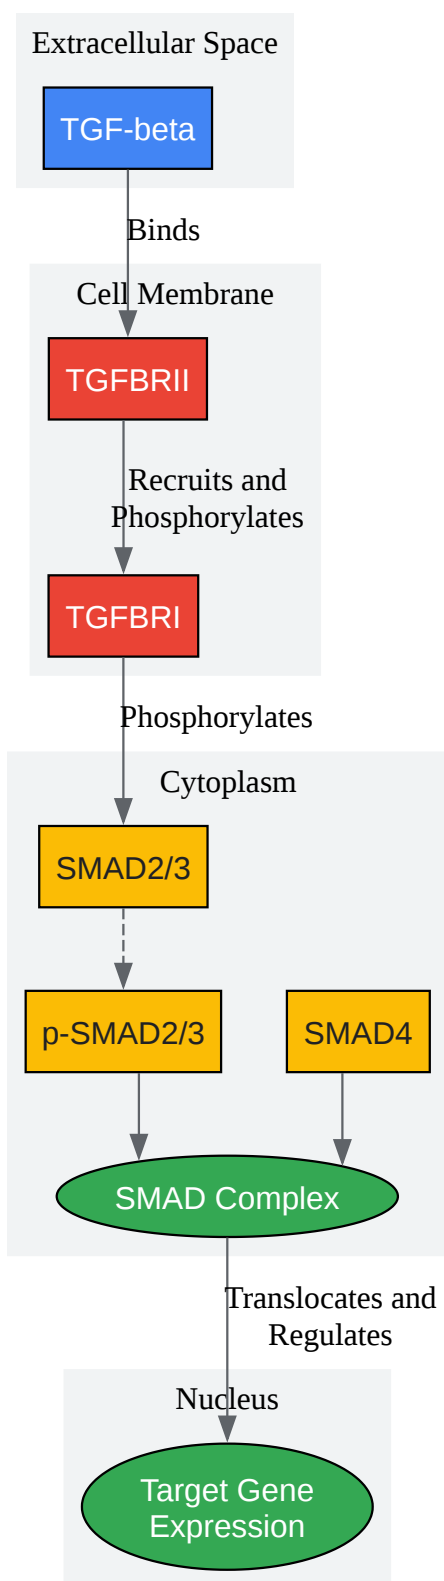 Extracellular Space
TGF-beta
Binds
Cell Membrane
TGFBRII
Recruits and
Phosphorylates
TGFBRI
Phosphorylates
Cytoplasm
SMAD2/3
p-SMAD2/3
SMAD4
SMAD Complex
Translocates and
Regulates
Nucleus
Target Gene
Expression